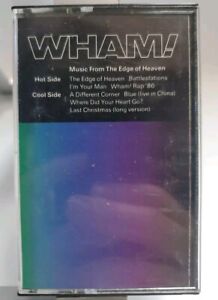 WHAM!
Music From The Edge of Heaven
Hot Side The Edge of Heaven Battlestations
I'm Your Man Wham! Rap '86
Cool Side A Different Corner Blue (live in China)
Where Did Your Heart Go?
Last Christmas (long version)